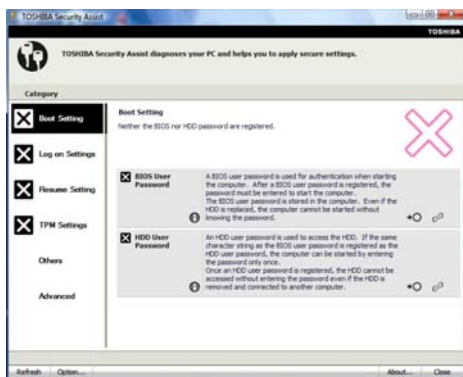 TOSHIBA Security Assist
TOSHIBA
TOSHIBA Security Assist diagnoses your PC and helps you to apply secure settings.
Category
Boot Setting
Log on Settings
Resume Setting
TPM Settings
Others
Advanced
Boot Setting
Neither the BIOS nor HDD password are registered.
BIOS User
Password
A BIOS user password is used for authentication when starting
the computer. After a BIOS user password is registered, the
password must be entered to start the computer.
The BIOS user password is stored in the computer. Even if the
HDD is replaced, the computer cannot be started without
knowing the password.
HDD User
Password
An HDD user password is used to access the HDD. If the same
character string as the BIOS user password is registered as the
HDD user password, the computer can be started by entering
the password only once.
Once an HDD user password is registered, the HDD cannot be
accessed without entering the password even if the HDD is
removed and connected to another computer.
Refresh
Option...
About...
Close